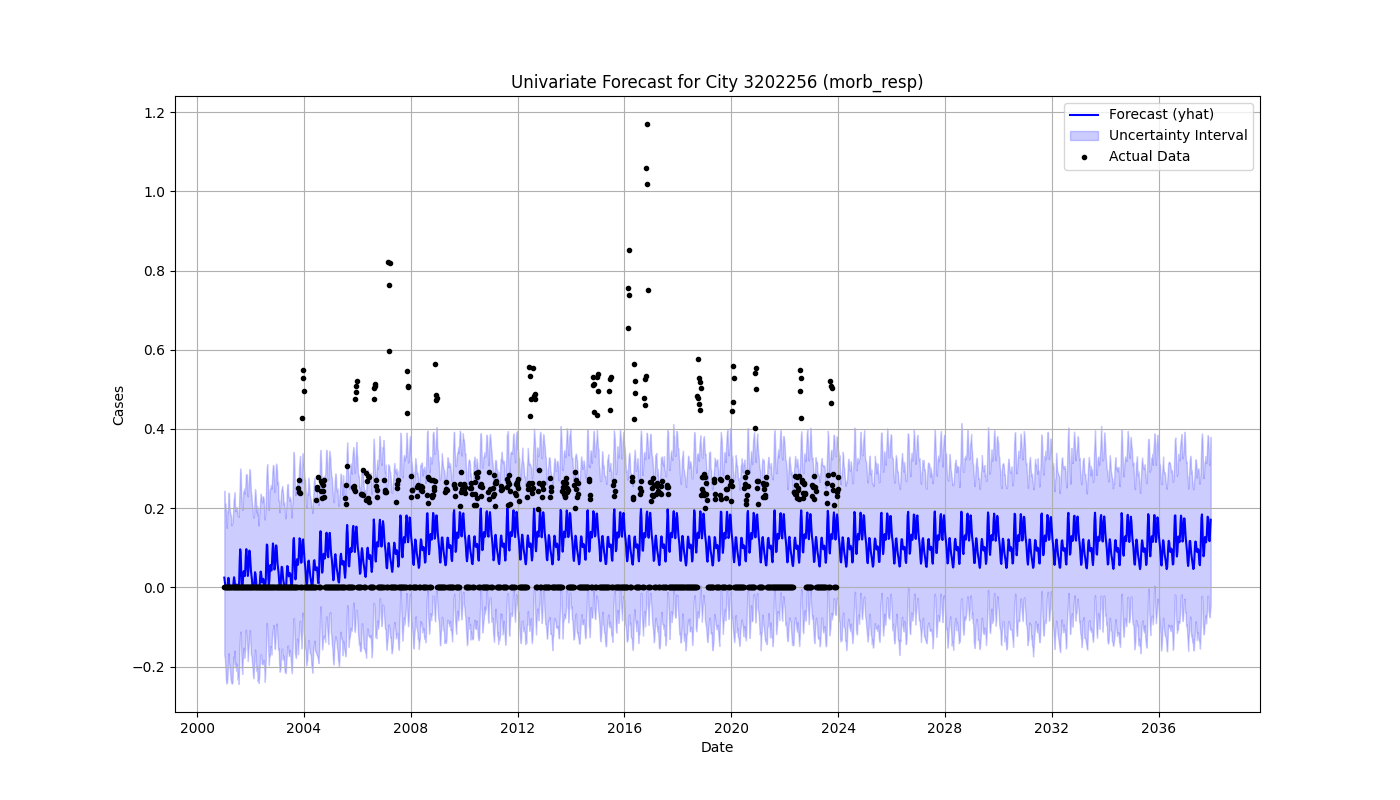 Univariate Forecast for City 3202256 (morb_resp)
Forecast (yhat)
Uncertainty Interval
Actual Data
Cases
1.2
1.0
0.8
0.6
0.4
0.2
0.0
−0.2
2000 2004 2008 2012 2016 2020 2024 2028 2032 2036
Date